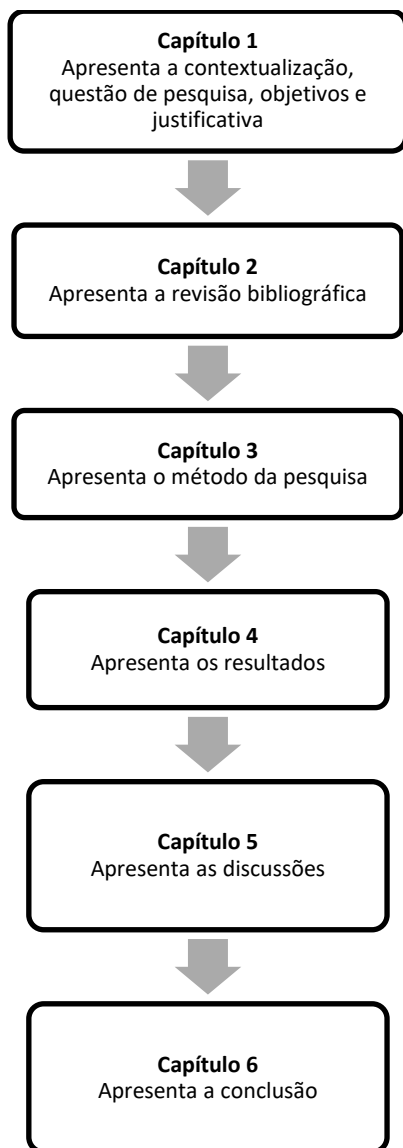 Capítulo 1
Apresenta a contextualização,
questão de pesquisa, objetivos e
justificativa
Capítulo 2
Apresenta a revisão bibliográfica
Capítulo 3
Apresenta o método da pesquisa
Capítulo 4
Apresenta os resultados
Capítulo 5
Apresenta as discussões
Capítulo 6
Apresenta a conclusão